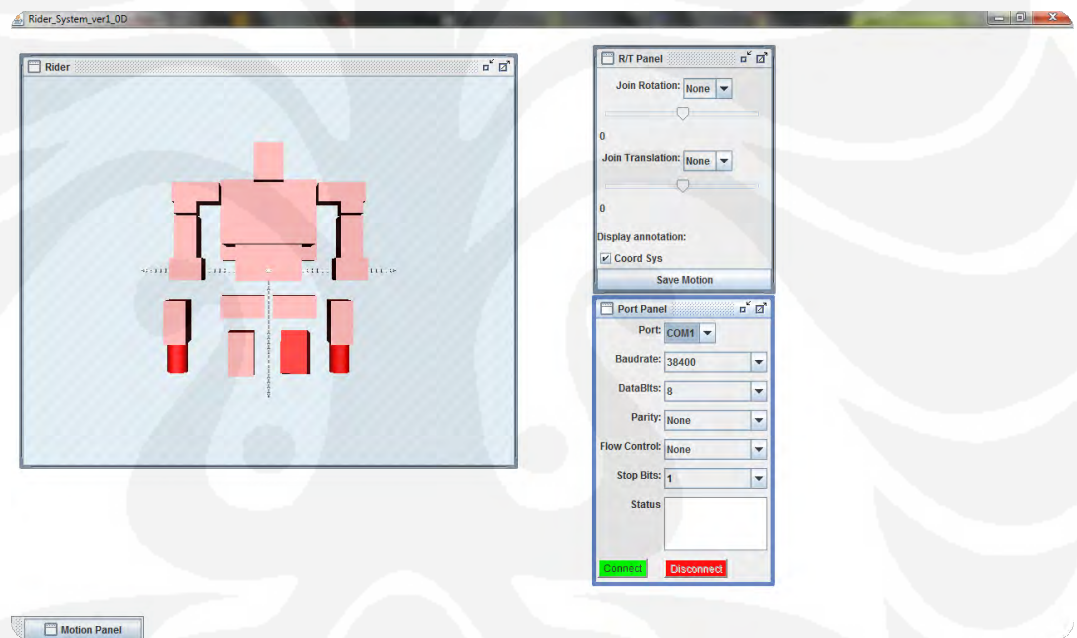 Rider_System_ver1_0D
Rider
R/T Panel
Join Rotation: None
0
Join Translation: None
0
Display annotation:
Coord Sys
Save Motion
Port Panel
Port: COM1
Baudrate: 38400
DataBIts: 8
Parity: None
Flow Control: None
Stop Bits: 1
Status
Connect Disconnect
Motion Panel